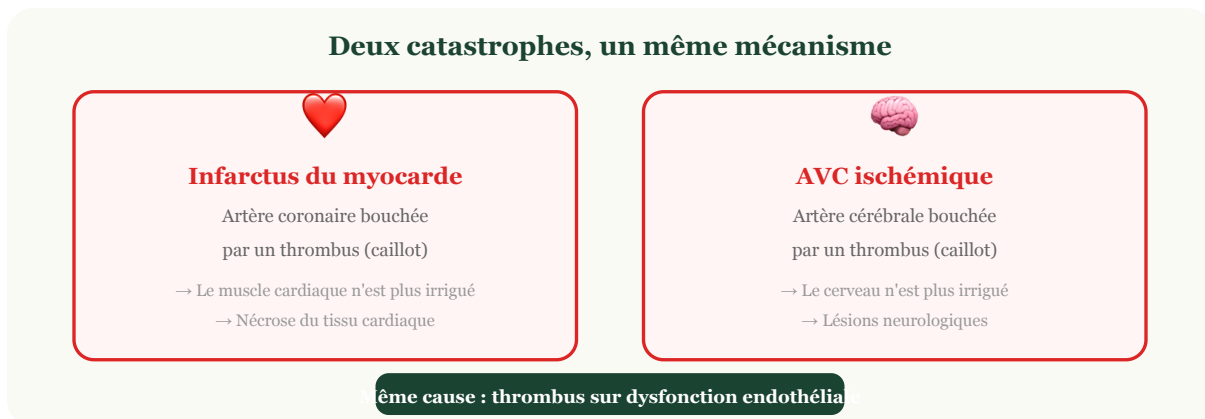 Deux catastrophes, un même mécanisme
Infarctus du myocarde
Artère coronaire bouchée
par un thrombus (caillot)
→ Le muscle cardiaque n'est plus irrigué
→ Nécrose du tissu cardiaque
AVC ischémique
Artère cérébrale bouchée
par un thrombus (caillot)
→ Le cerveau n'est plus irrigué
→ Lésions neurologiques
Même cause : thrombus sur dysfonction endothéliale